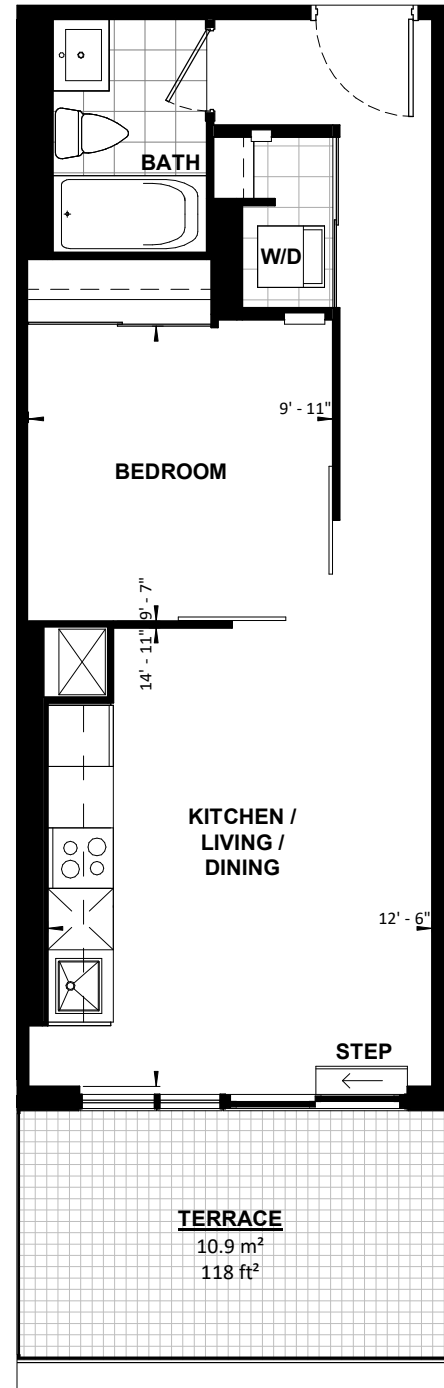 BATH
W/D
9' - 11"
BEDROOM
9' - 7"
14' - 11"
KITCHEN /
LIVING /
DINING
12' - 6"
STEP
TERRACE
10.9 m²
118 ft²